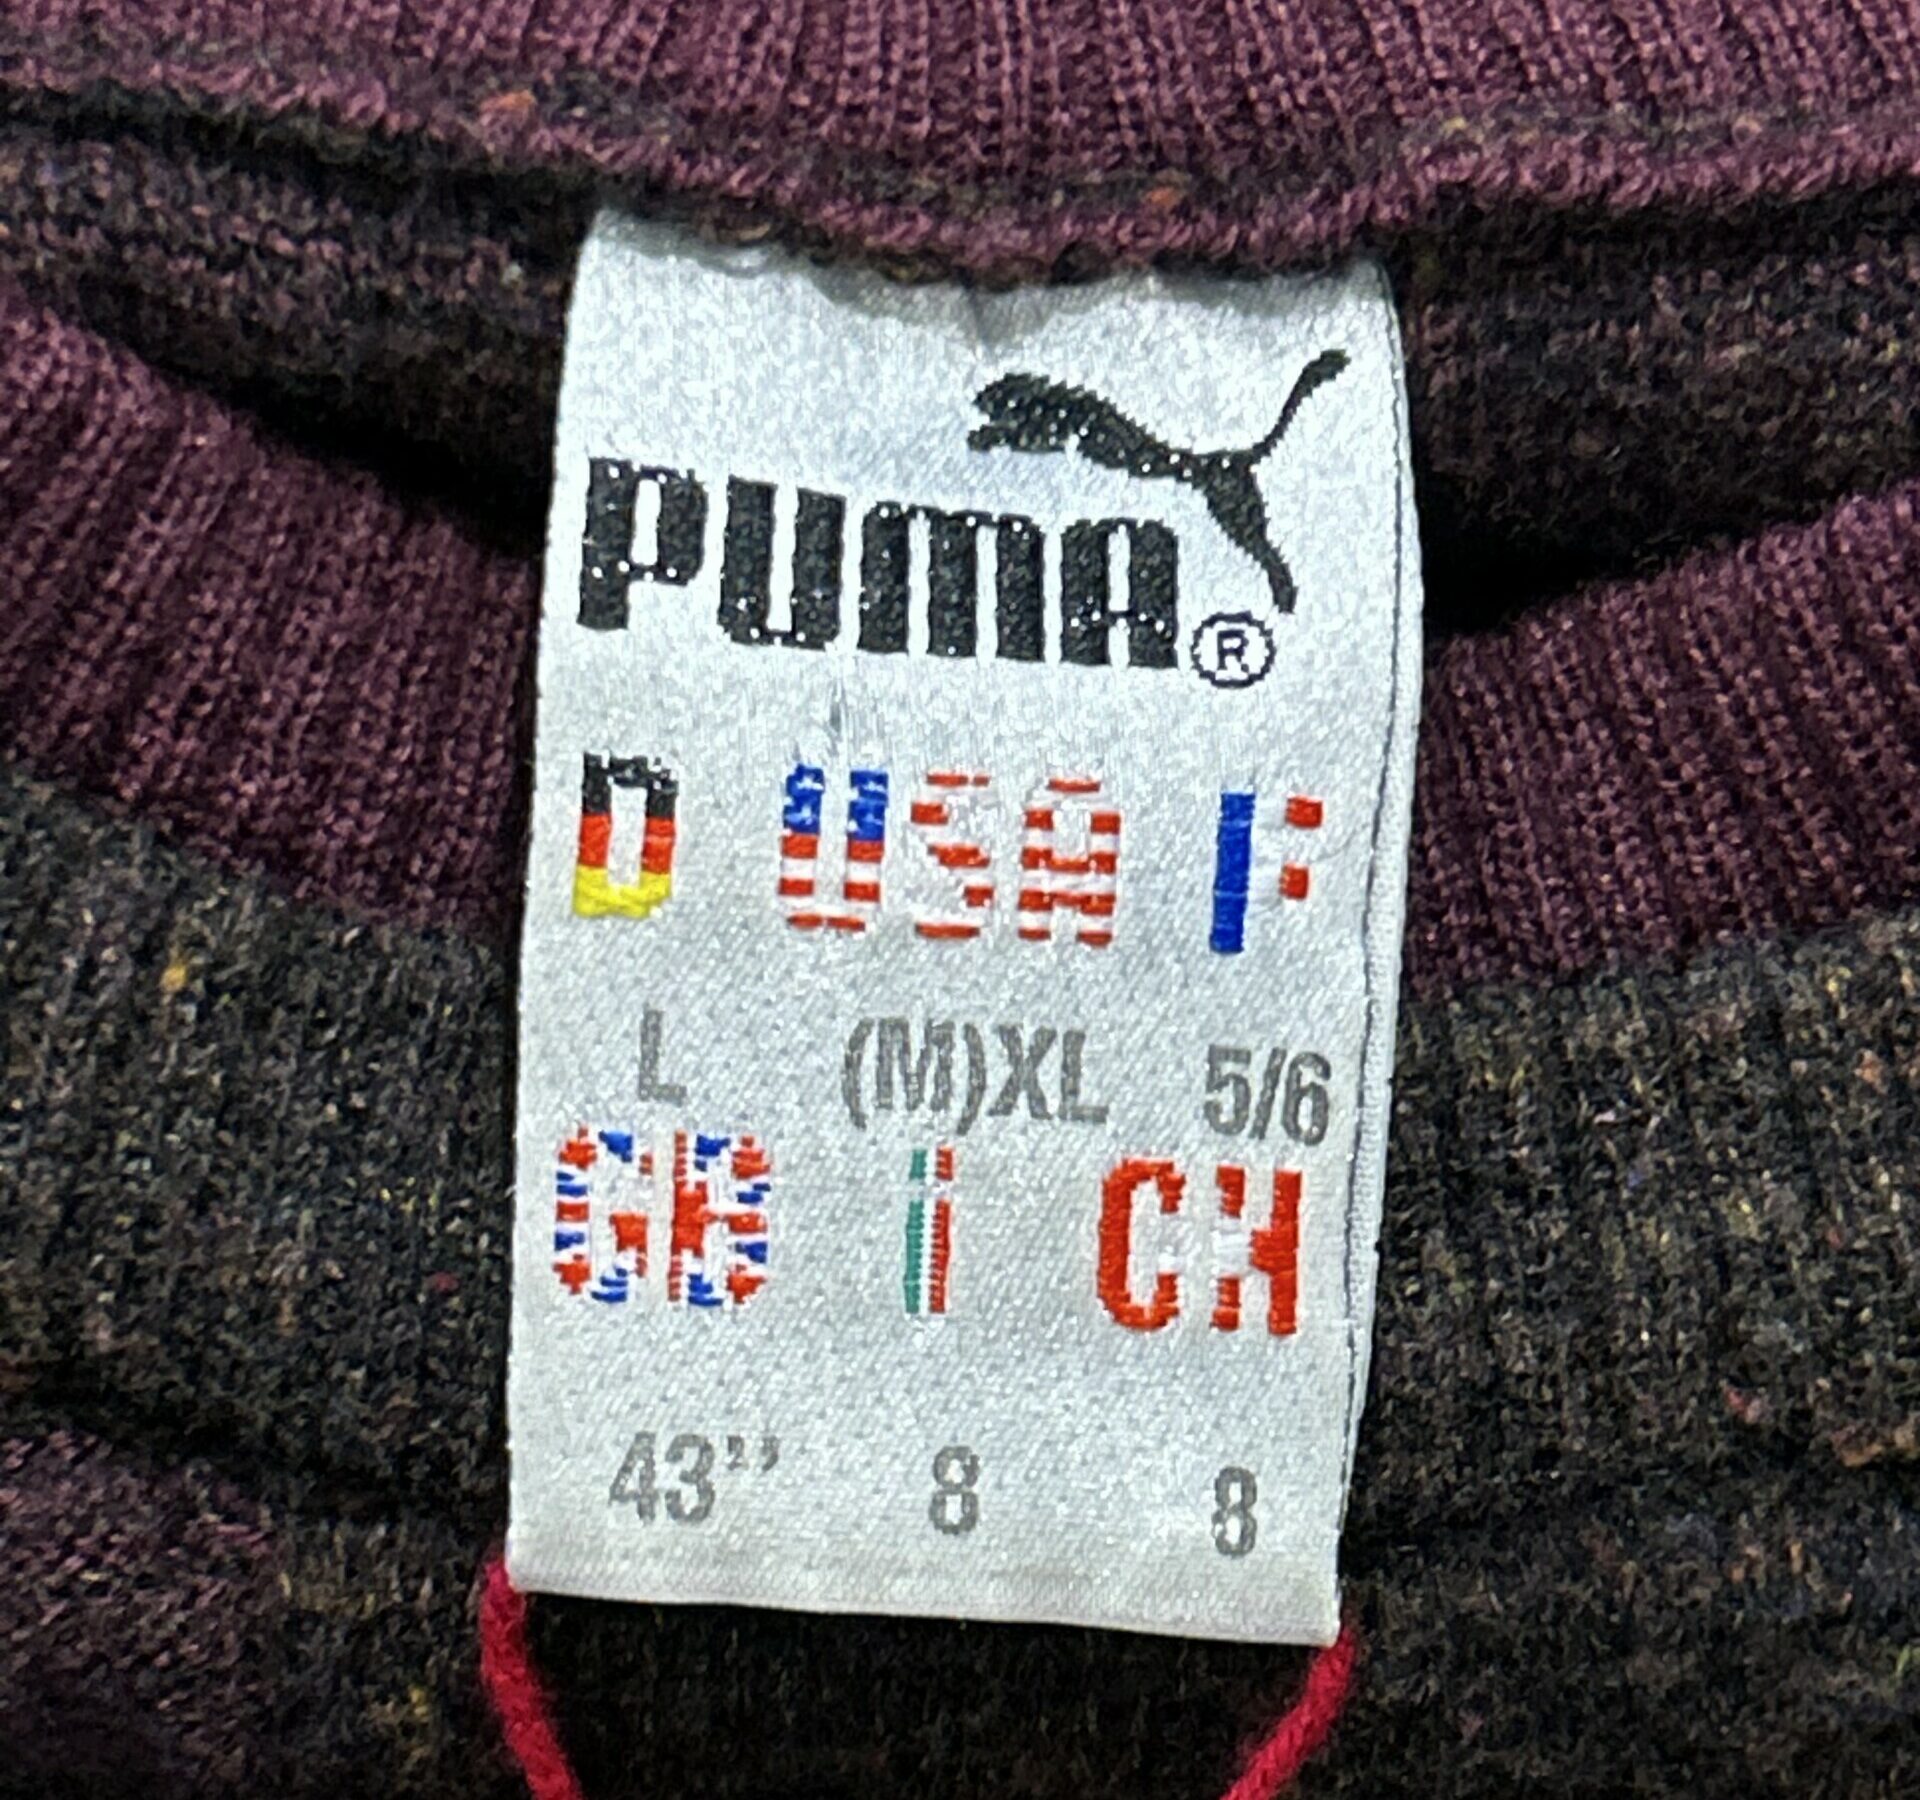 PUMA®
D USA F
L (M)XL 5/6
GB I CH
43" 8 8